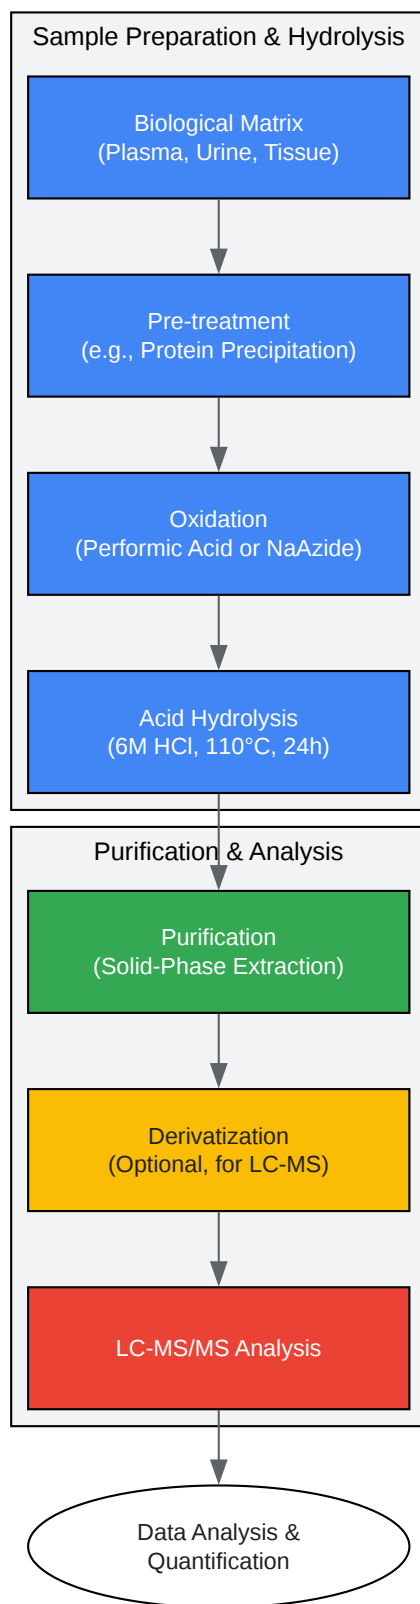 Sample Preparation & Hydrolysis
Biological Matrix
(Plasma, Urine, Tissue)
Pre-treatment
(e.g., Protein Precipitation)
Oxidation
(Performic Acid or NaAzide)
Acid Hydrolysis
(6M HCl, 110°C, 24h)
Purification & Analysis
Purification
(Solid-Phase Extraction)
Derivatization
(Optional, for LC-MS)
LC-MS/MS Analysis
Data Analysis &
Quantification